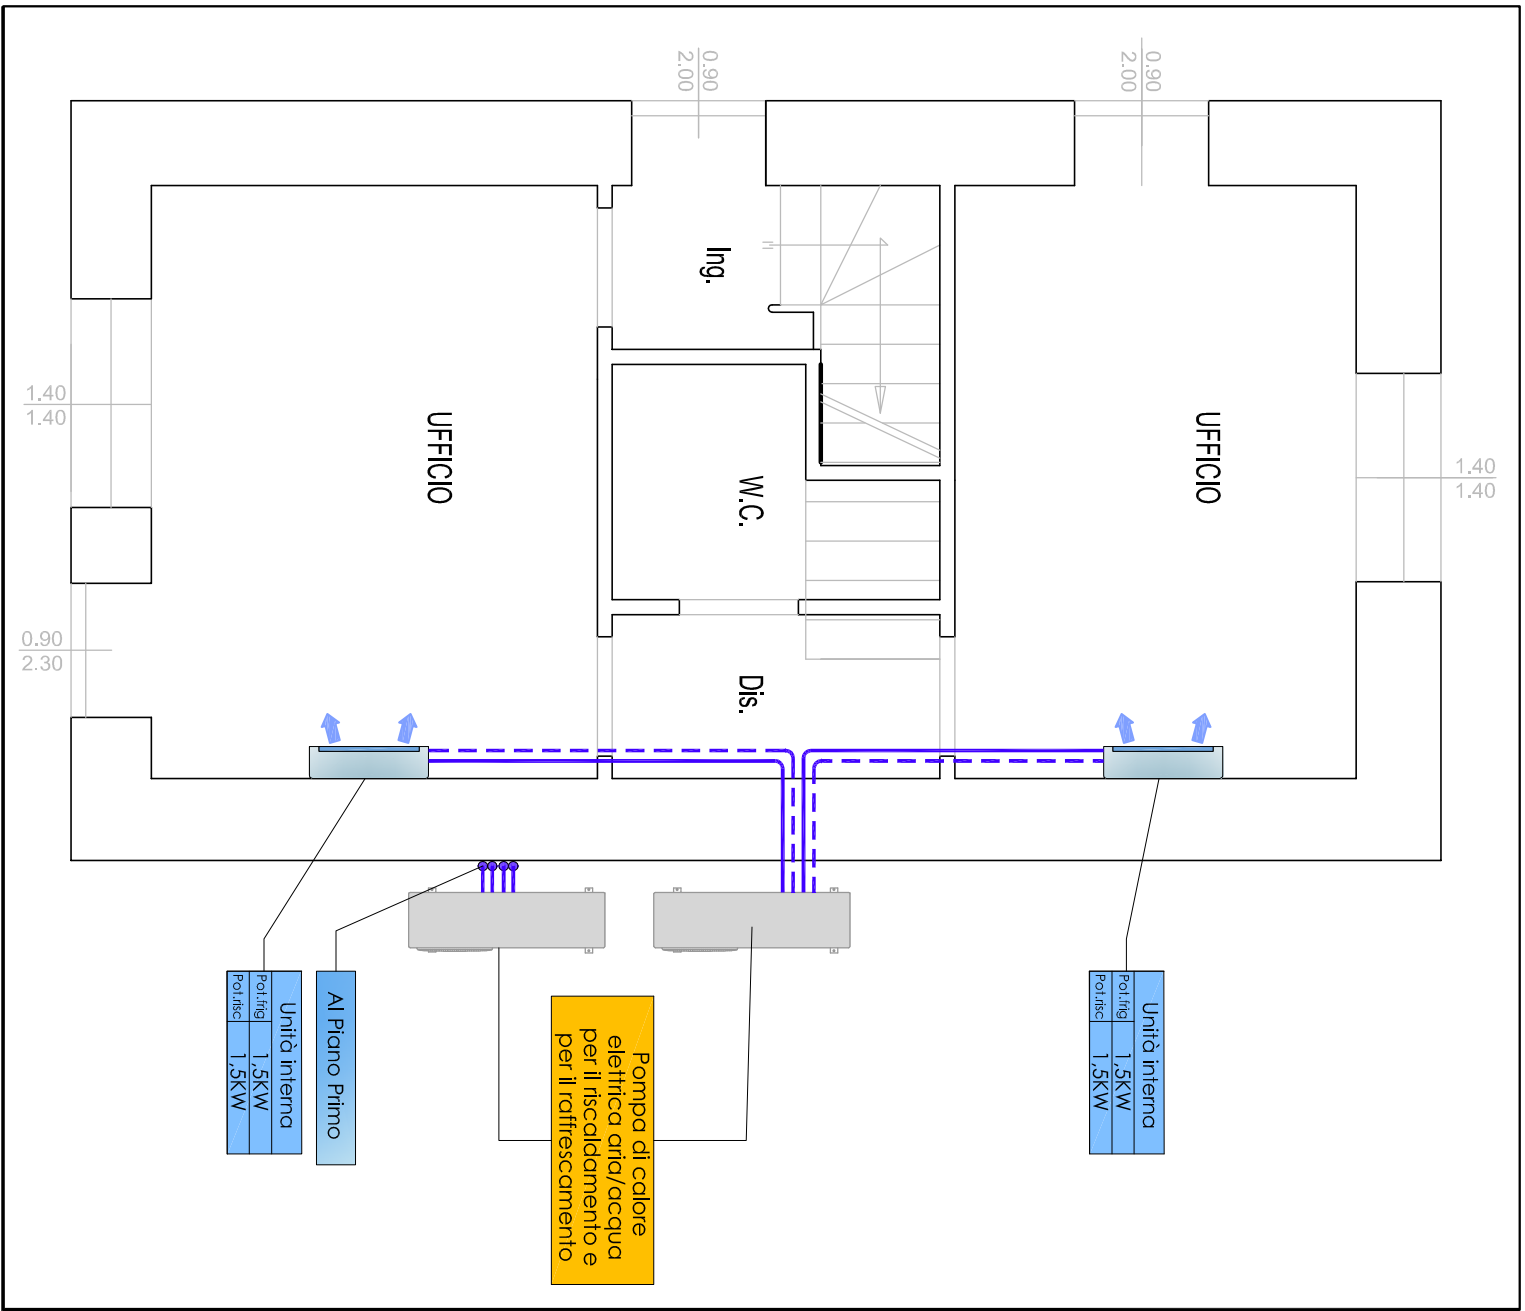 0.90
2.00
0.90
2.00
Ing.
1.40
1.40
UFFICIO
UFFICIO
1.40
1.40
W.C.
0.90
2.30
Dis.
Unità interna
Pot.frig 1,5KW
Pot.risc 1,5KW
Al Piano Primo
Pompa di calore
elettrica aria/acqua
per il riscaldamento e
per il raffrescamento
Unità interna
Pot.frig 1,5KW
Pot.risc 1,5KW